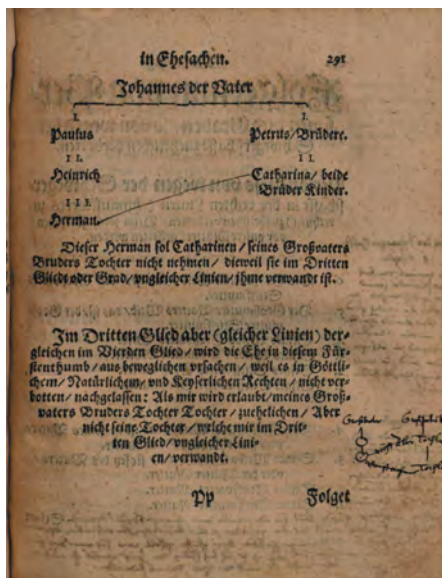 in Ehesachen. 291
Johannes der Vater
I. I.
Paulus Petrus/ Brüdere.
II. II.
Heinrich Catharina/ beide
Brüder Kinder.
III.
Herman.
Dieser Herman sol Catharinen/ seines Großvaters
Bruders Tochter nicht nehmen/ dieweil sie im Dritten
Gliedt oder Grad/ vngleicher Linien/ jhme verwandt ist.
Im Dritten Glied aber (gleicher Linien) der-
gleichen im Vierden Glied/ wird die Ehe in diesem Für-
stenthumb/ aus beweglichen vrsachen/ weil es in Göttli-
chem/ Natürlichem/ vnd Keyserlichen Rechten/ nicht ver-
botten/ nachgelassen: Als mir wird erlaubt/ meines Groß-
vaters Bruders Tochter Tochter/ zuehelichen/ Aber
nicht seine Tochter/ welche mir im Drit-
ten Glied/ vngleicher Lini-
en/ verwandt.
Pp Folget